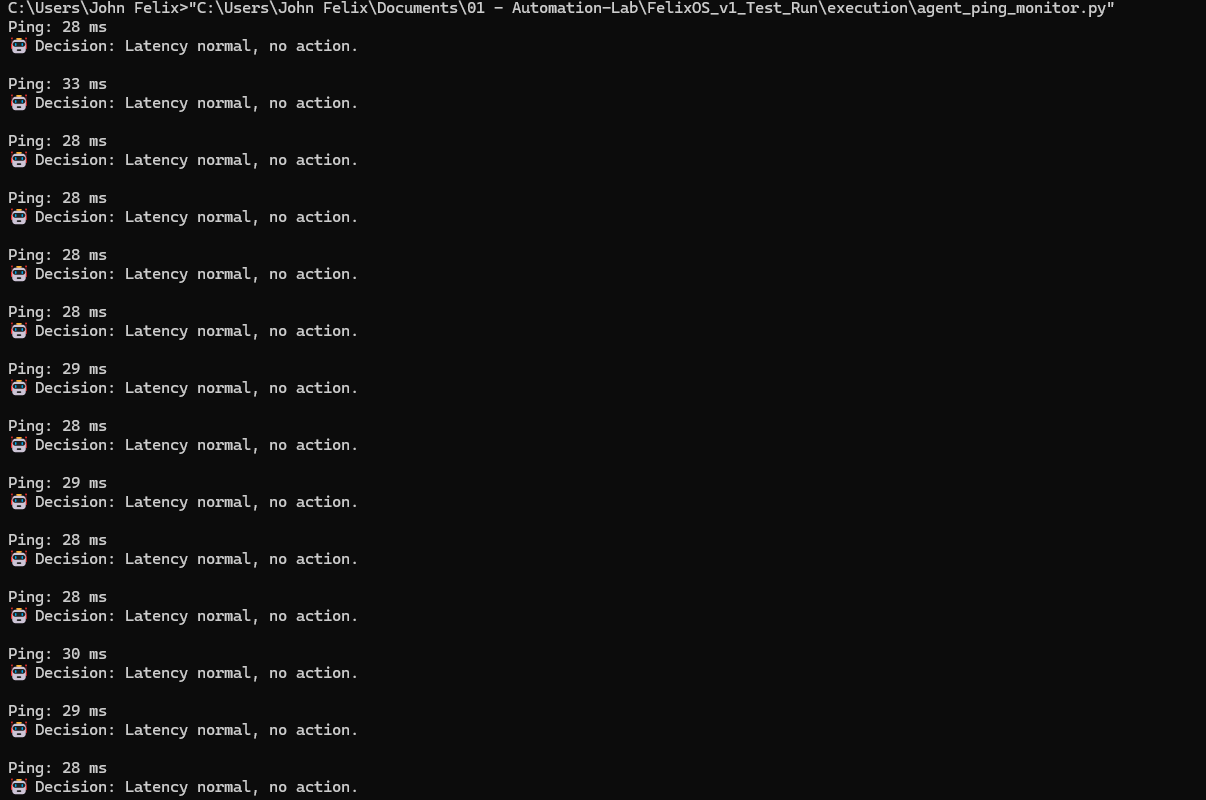 C:\Users\John Felix>"C:\Users\John Felix\Documents\01 - Automation-Lab\FelixOS_v1_Test_Run\execution\agent_ping_monitor.py"
Ping: 28 ms
🤖 Decision: Latency normal, no action.
Ping: 33 ms
🤖 Decision: Latency normal, no action.
Ping: 28 ms
🤖 Decision: Latency normal, no action.
Ping: 28 ms
🤖 Decision: Latency normal, no action.
Ping: 28 ms
🤖 Decision: Latency normal, no action.
Ping: 28 ms
🤖 Decision: Latency normal, no action.
Ping: 29 ms
🤖 Decision: Latency normal, no action.
Ping: 28 ms
🤖 Decision: Latency normal, no action.
Ping: 29 ms
🤖 Decision: Latency normal, no action.
Ping: 28 ms
🤖 Decision: Latency normal, no action.
Ping: 28 ms
🤖 Decision: Latency normal, no action.
Ping: 30 ms
🤖 Decision: Latency normal, no action.
Ping: 29 ms
🤖 Decision: Latency normal, no action.
Ping: 28 ms
🤖 Decision: Latency normal, no action.